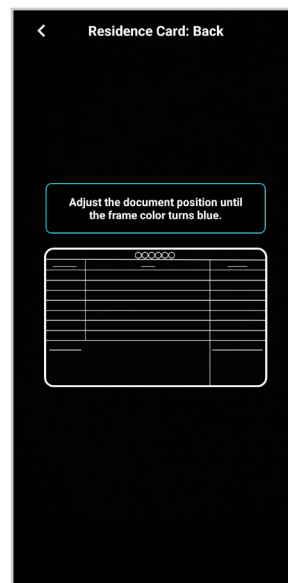 Residence Card: Back
Adjust the document position until
the frame color turns blue.